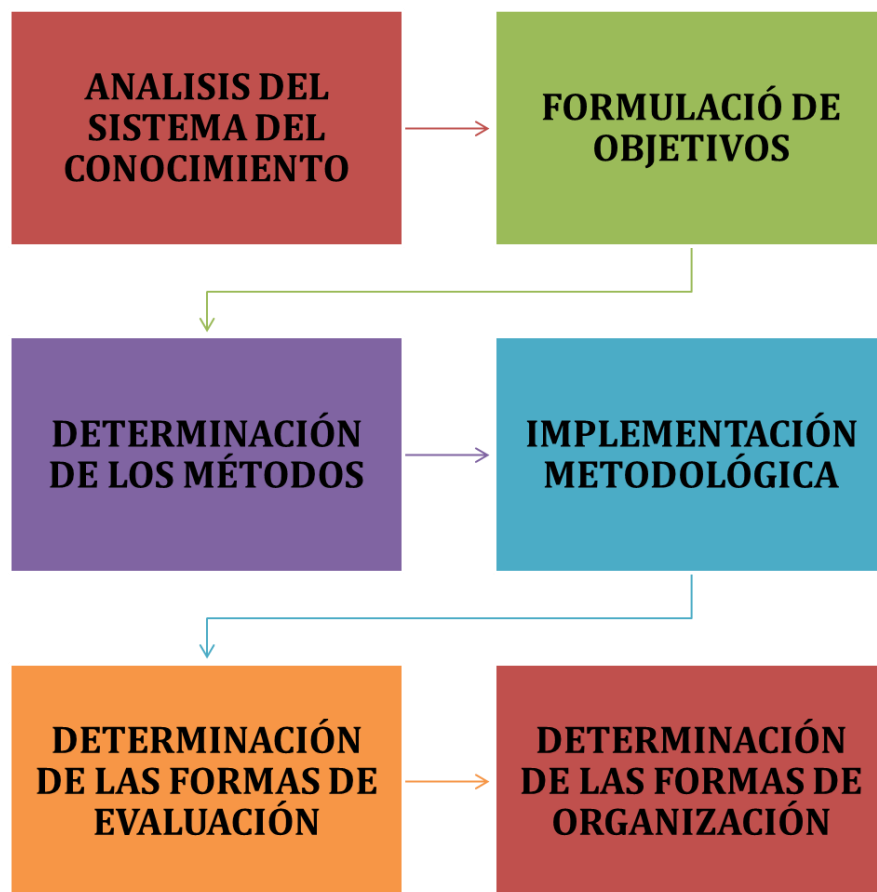 ANALISIS DEL
SISTEMA DEL
CONOCIMIENTO
FORMULACIÓ DE
OBJETIVOS
DETERMINACIÓN
DE LOS MÉTODOS
IMPLEMENTACIÓN
METODOLÓGICA
DETERMINACIÓN
DE LAS FORMAS DE
EVALUACIÓN
DETERMINACIÓN
DE LAS FORMAS DE
ORGANIZACIÓN